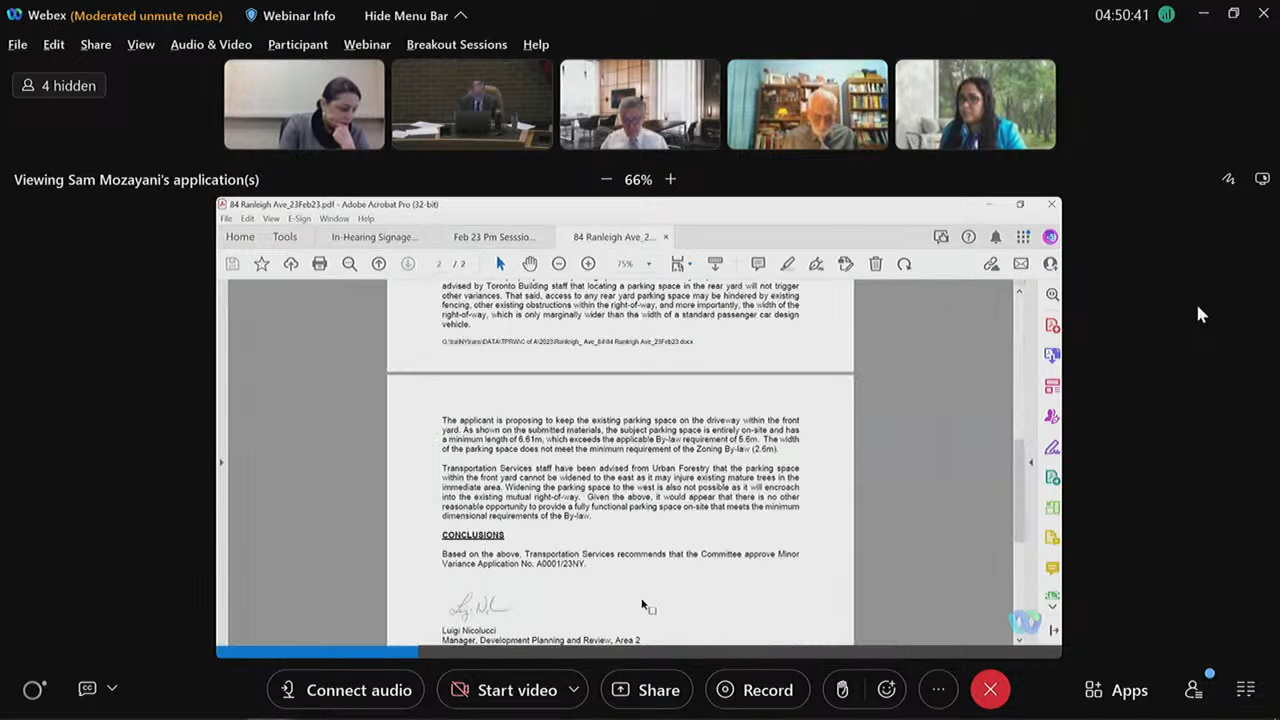 Webex (Moderated unmute mode) Webinar Info Hide Menu Bar 04:50:41
File Edit Share View Audio & Video Participant Webinar Breakout Sessions Help
4 hidden
Viewing Sam Mozayani's application(s)
66%
84 Ranleigh Ave_23Feb23.pdf - Adobe Acrobat Pro (32-bit)
File Edit View E-Sign Window Help
Home Tools In-Hearing Signage... Feb 23 Pm Sesssio... 84 Ranleigh Ave_2...
2 / 2 75%
advised by Toronto Building staff that locating a parking space in the rear yard will not trigger
other variances. That said, access to any rear yard parking space may be hindered by existing
fencing, other existing obstructions within the right-of-way, and more importantly, the width of the
right-of-way, which is only marginally wider than the width of a standard passenger car design
vehicle.
The applicant is proposing to keep the existing parking space on the driveway within the front
yard. As shown on the submitted materials, the subject parking space is entirely on-site and has
a minimum length of 6.61m, which exceeds the applicable By-law requirement of 5.6m. The width
of the parking space does not meet the minimum requirement of the Zoning By-law (2.6m).
Transportation Services staff have been advised from Urban Forestry that the parking space
within the front yard cannot be widened to the east as it may injure existing mature trees in the
immediate area. Widening the parking space to the west is also not possible as it will encroach
into the existing mutual right-of-way. Given the above, it would appear that there is no other
reasonable opportunity to provide a fully functional parking space on-site that meets the minimum
dimensional requirements of the By-law.
CONCLUSIONS
Based on the above, Transportation Services recommends that the Committee approve Minor
Variance Application No. A0001/23NY.
Luigi Nicolucci
Manager, Development Planning and Review, Area 2
Connect audio Start video Share Record Apps